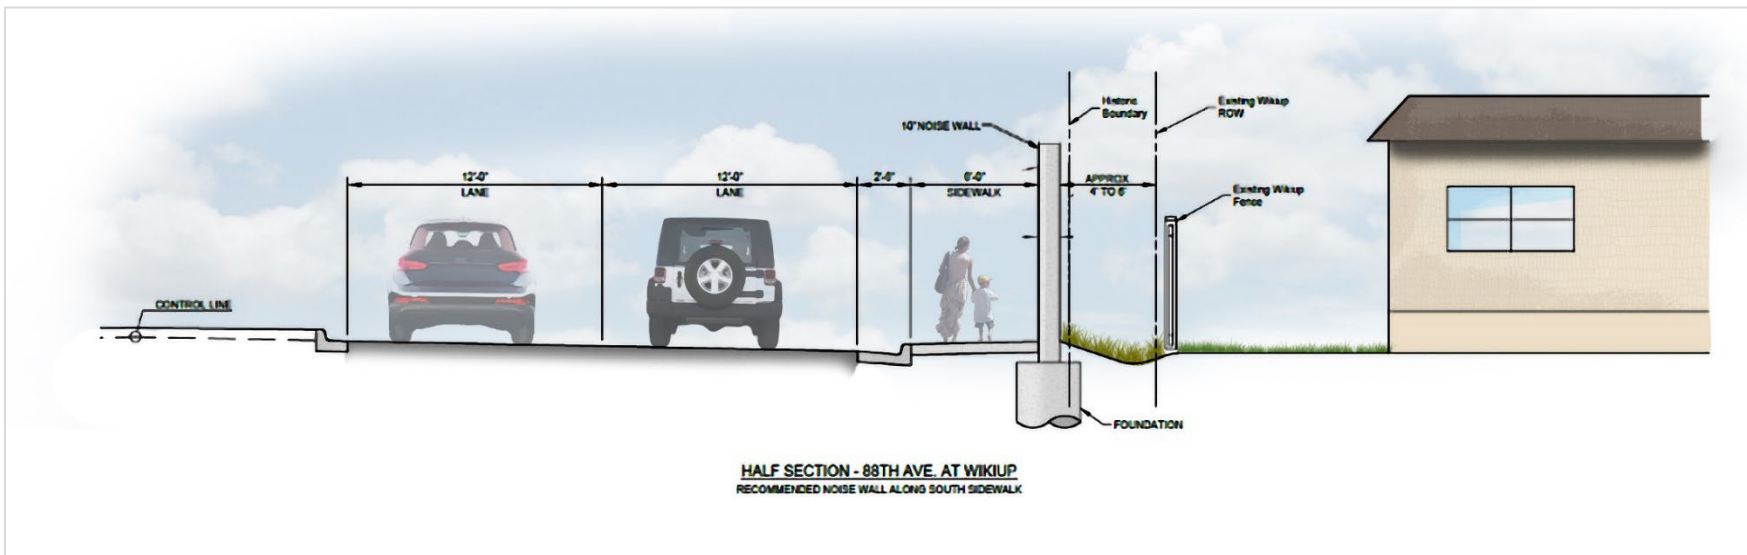 Historic
Boundary
Existing Wikiup
ROW
10" NOISE WALL
12'-0"
LANE
12'-0"
LANE
2'-6"
6'-0"
SIDEWALK
APPROX
4' TO 6'
Existing Wikiup
Fence
CONTROL LINE
FOUNDATION
HALF SECTION - 88TH AVE. AT WIKIUP
RECOMMENDED NOISE WALL ALONG SOUTH SIDEWALK